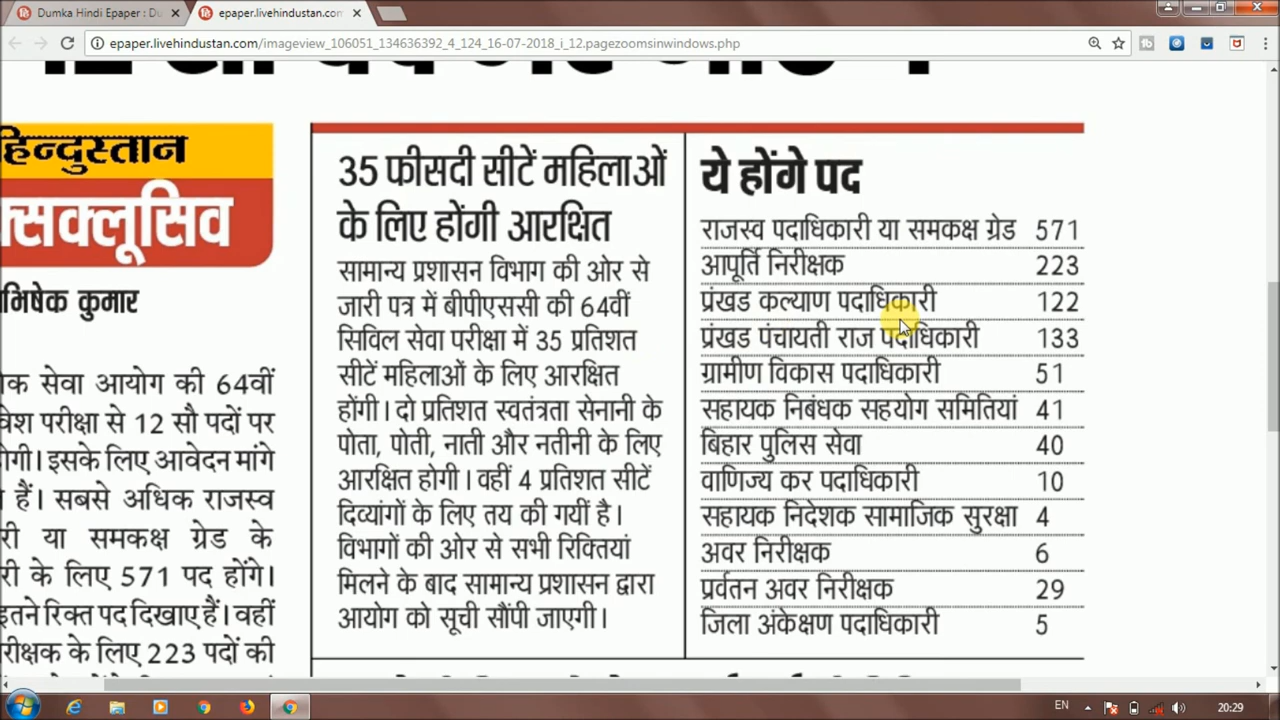 Dumka Hindi Epaper : Du
epaper.livehindustan.com/
epaper.livehindustan.com/imageview_106051_134636392_4_124_16-07-2018_i_12.pagezoomsinwindows.php
हिन्दुस्तान
क्सक्लूसिव
भिषेक कुमार
क सेवा आयोग की 64वीं
वेश परीक्षा से 12 सौ पदों पर
होगी। इसके लिए आवेदन मांगे
हैं। सबसे अधिक राजस्व
री या समकक्ष ग्रेड के
री के लिए 571 पद होंगे।
इतने रिक्त पद दिखाए हैं। वहीं
रीक्षक के लिए 223 पदों की
35 फीसदी सीटें महिलाओं
के लिए होंगी आरक्षित
सामान्य प्रशासन विभाग की ओर से
जारी पत्र में बीपीएससी की 64वीं
सिविल सेवा परीक्षा में 35 प्रतिशत
सीटें महिलाओं के लिए आरक्षित
होंगी। दो प्रतिशत स्वतंत्रता सेनानी के
पोता, पोती, नाती और नतीनी के लिए
आरक्षित होगी। वहीं 4 प्रतिशत सीटें
दिव्यांगों के लिए तय की गयीं है।
विभागों की ओर से सभी रिक्तियां
मिलने के बाद सामान्य प्रशासन द्वारा
आयोग को सूची सौंपी जाएगी।
ये होंगे पद
राजस्व पदाधिकारी या समकक्ष ग्रेड 571
आपूर्ति निरीक्षक 223
प्रंखड कल्याण पदाधिकारी 122
प्रंखड पंचायती राज पदाधिकारी 133
ग्रामीण विकास पदाधिकारी 51
सहायक निबंधक सहयोग समितियां 41
बिहार पुलिस सेवा 40
वाणिज्य कर पदाधिकारी 10
सहायक निदेशक सामाजिक सुरक्षा 4
अवर निरीक्षक 6
प्रर्वतन अवर निरीक्षक 29
जिला अंकेक्षण पदाधिकारी 5
EN
20:29